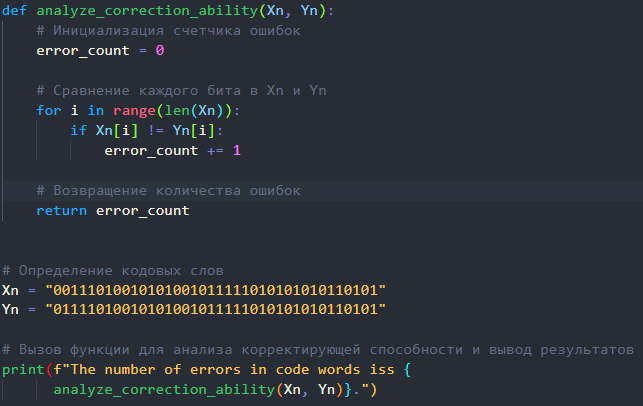 def analyze_correction_ability(Xn, Yn):
# Инициализация счетчика ошибок
error_count = 0
# Сравнение каждого бита в Xn и Yn
for i in range(len(Xn)):
if Xn[i] != Yn[i]:
error_count += 1
# Возвращение количества ошибок
return error_count
# Определение кодовых слов
Xn = "00111010010101001011111010101010110101"
Yn = "01111010010101001011111010101010110101"
# Вызов функции для анализа корректирующей способности и вывод результатов
print(f"The number of errors in code words iss {
analyze_correction_ability(Xn, Yn)}.")